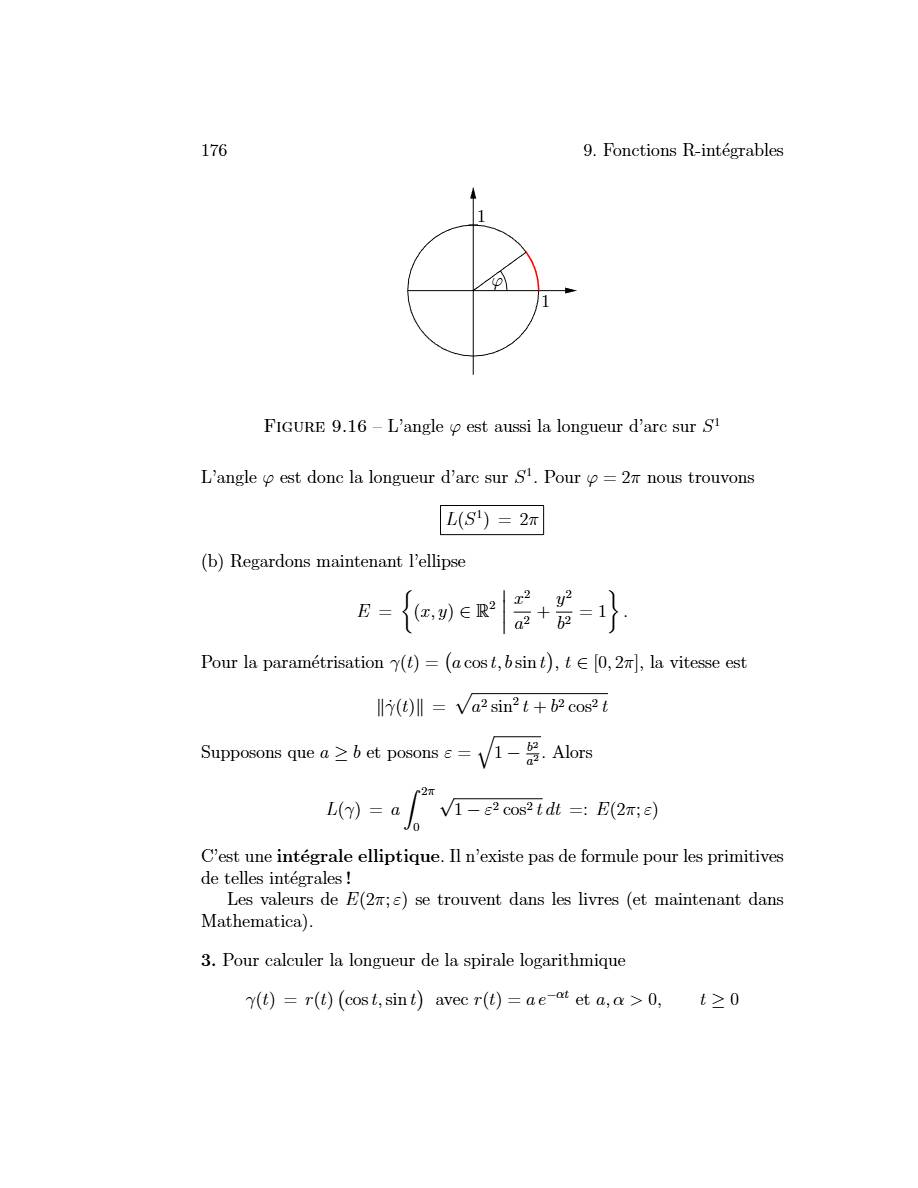 176 9. Fonctions R-intégrables
1
φ
1
FIGURE 9.16 – L'angle φ est aussi la longueur d'arc sur S¹
L'angle φ est donc la longueur d'arc sur S¹. Pour φ = 2π nous trouvons
L(S¹) = 2π
(b) Regardons maintenant l'ellipse
E = { (x, y) ∈ ℝ² | x²/a² + y²/b² = 1 } .
Pour la paramétrisation γ(t) = (a cos t, b sin t), t ∈ [0, 2π], la vitesse est
‖γ̇(t)‖ = √(a² sin² t + b² cos² t)
Supposons que a ≥ b et posons ε = √(1 − b²/a²). Alors
L(γ) = a ∫₀^{2π} √(1 − ε² cos² t) dt =: E(2π; ε)
C'est une intégrale elliptique. Il n'existe pas de formule pour les primitives
de telles intégrales !
Les valeurs de E(2π; ε) se trouvent dans les livres (et maintenant dans
Mathematica).
3. Pour calculer la longueur de la spirale logarithmique
γ(t) = r(t) (cos t, sin t) avec r(t) = a e^{−αt} et a, α > 0, t ≥ 0